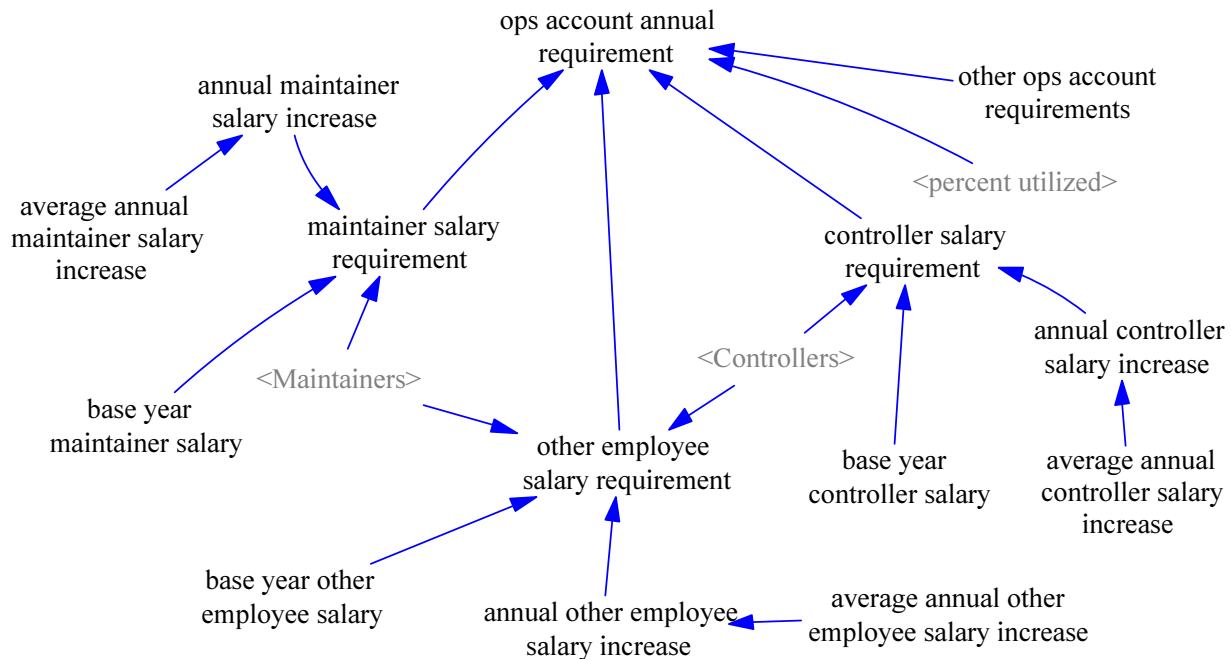 ops account annual
requirement
annual maintainer
salary increase
other ops account
requirements
<percent utilized>
average annual
maintainer salary
increase
maintainer salary
requirement
controller salary
requirement
annual controller
salary increase
<Maintainers>
<Controllers>
base year
maintainer salary
other employee
salary requirement
base year
controller salary
average annual
controller salary
increase
base year other
employee salary
annual other employee
salary increase
average annual other
employee salary increase